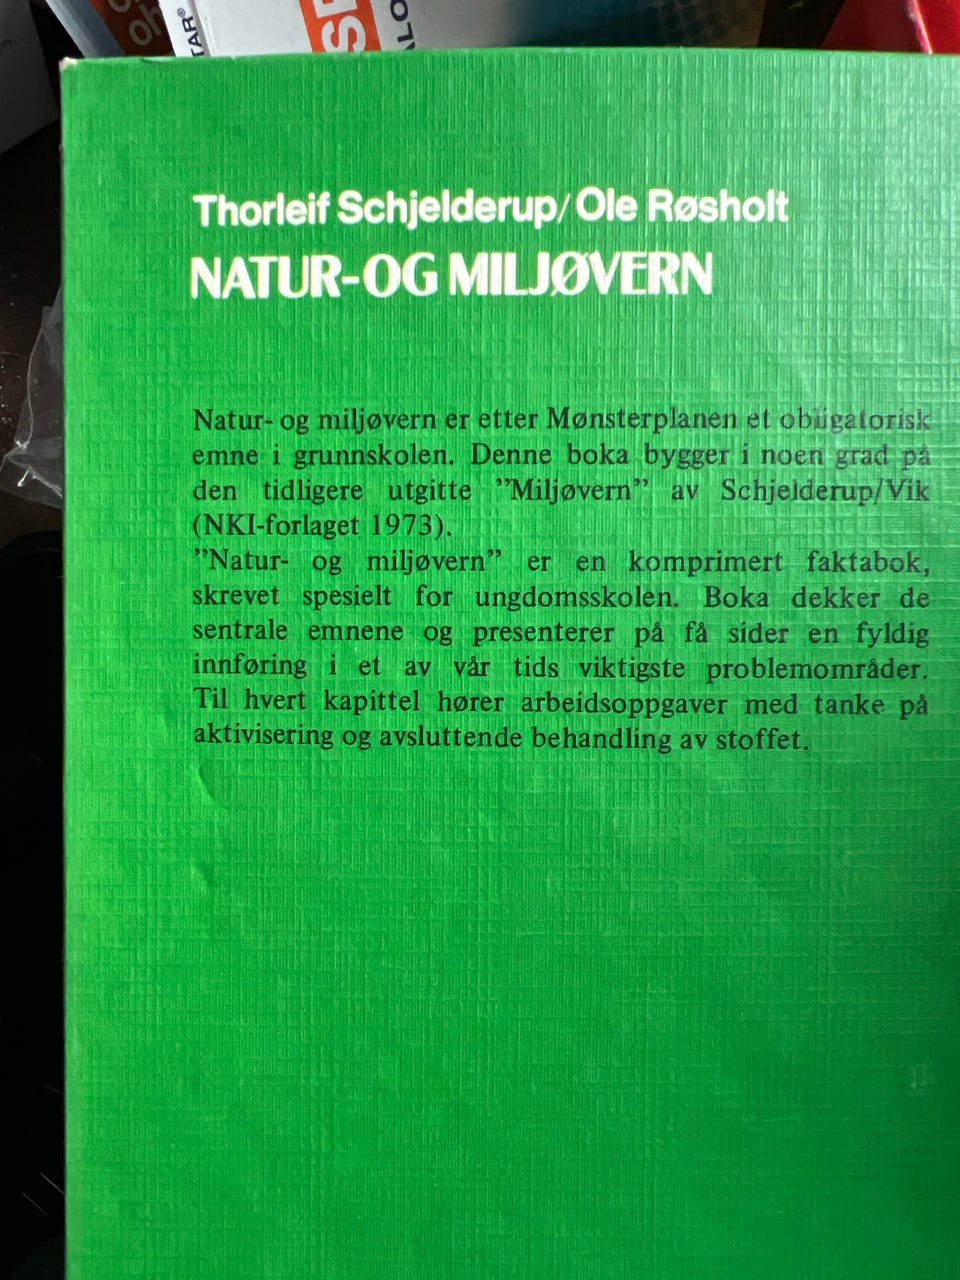 TAR®
Thorleif Schjelderup/Ole Røsholt
NATUR-OG MILJØVERN
Natur- og miljøvern er etter Mønsterplanen et obligatorisk
emne i grunnskolen. Denne boka bygger i noen grad på
den tidligere utgitte ”Miljøvern” av Schjelderup/Vik
(NKI-forlaget 1973).
”Natur- og miljøvern” er en komprimert faktabok,
skrevet spesielt for ungdomsskolen. Boka dekker de
sentrale emnene og presenterer på få sider en fyldig
innføring i et av vår tids viktigste problemområder.
Til hvert kapittel hører arbeidsoppgaver med tanke på
aktivisering og avsluttende behandling av stoffet.